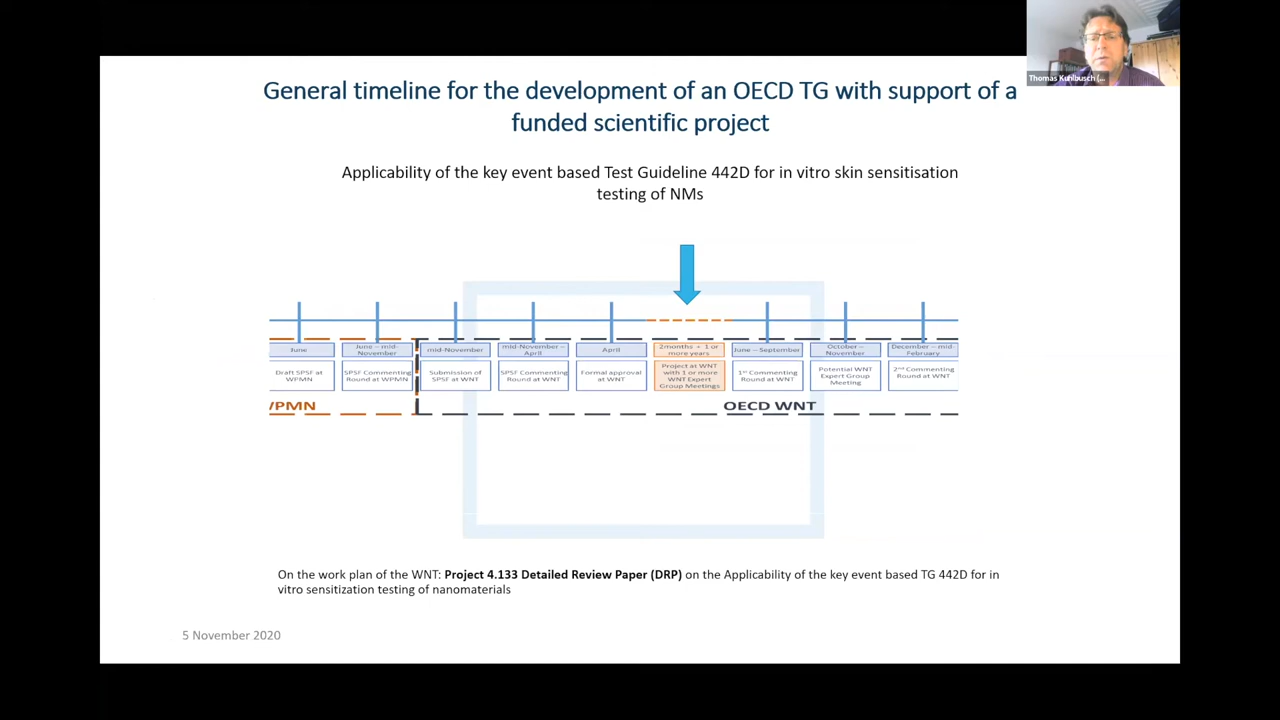 Thomas Kuhlbusch (...
General timeline for the development of an OECD TG with support of a
funded scientific project
Applicability of the key event based Test Guideline 442D for in vitro skin sensitisation
testing of NMs
June
Draft SPSF at
WPMN
June – mid-
November
SPSF Commenting
Round at WPMN
mid-November
Submission of
SPSF at WNT
mid-November –
April
SPSF Commenting
Round at WNT
April
Formal approval
at WNT
2months < 1 or
more years
Project at WNT
with 1 or more
WNT Expert
Group Meetings
June – September
1st Commenting
Round at WNT
October –
November
Potential WNT
Expert Group
Meeting
December – mid-
February
2nd Commenting
Round at WNT
VPMN
OECD WNT
On the work plan of the WNT: Project 4.133 Detailed Review Paper (DRP) on the Applicability of the key event based TG 442D for in
vitro sensitization testing of nanomaterials
5 November 2020